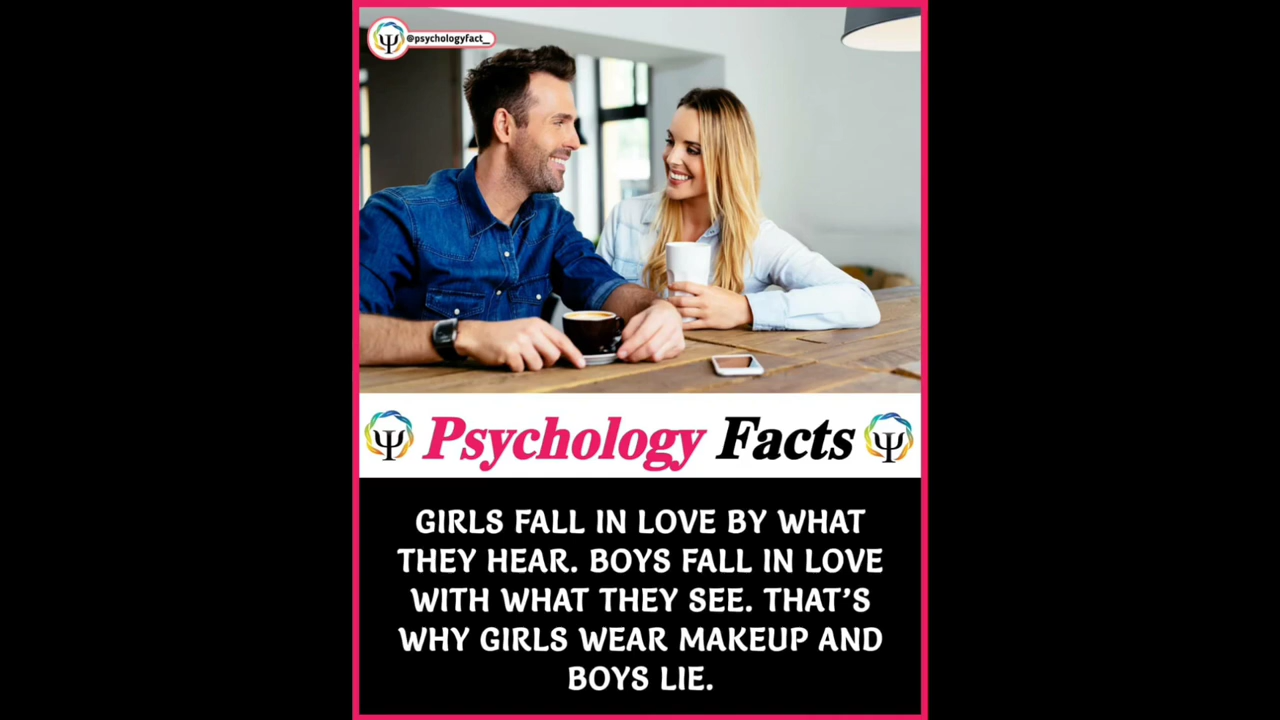 @psychologyfact_
Psychology Facts
GIRLS FALL IN LOVE BY WHAT
THEY HEAR. BOYS FALL IN LOVE
WITH WHAT THEY SEE. THAT’S
WHY GIRLS WEAR MAKEUP AND
BOYS LIE.